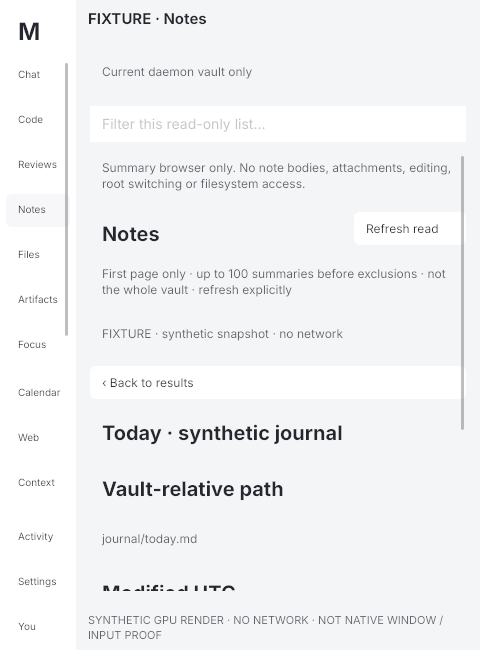 M
Chat
Code
Reviews
Notes
Files
Artifacts
Focus
Calendar
Web
Context
Activity
Settings
You
FIXTURE · Notes
Current daemon vault only
Filter this read-only list...
Summary browser only. No note bodies, attachments, editing,
root switching or filesystem access.
Notes
Refresh read
First page only · up to 100 summaries before exclusions · not
the whole vault · refresh explicitly
FIXTURE · synthetic snapshot · no network
‹ Back to results
Today · synthetic journal
Vault-relative path
journal/today.md
Modified UTC
SYNTHETIC GPU RENDER · NO NETWORK · NOT NATIVE WINDOW /
INPUT PROOF